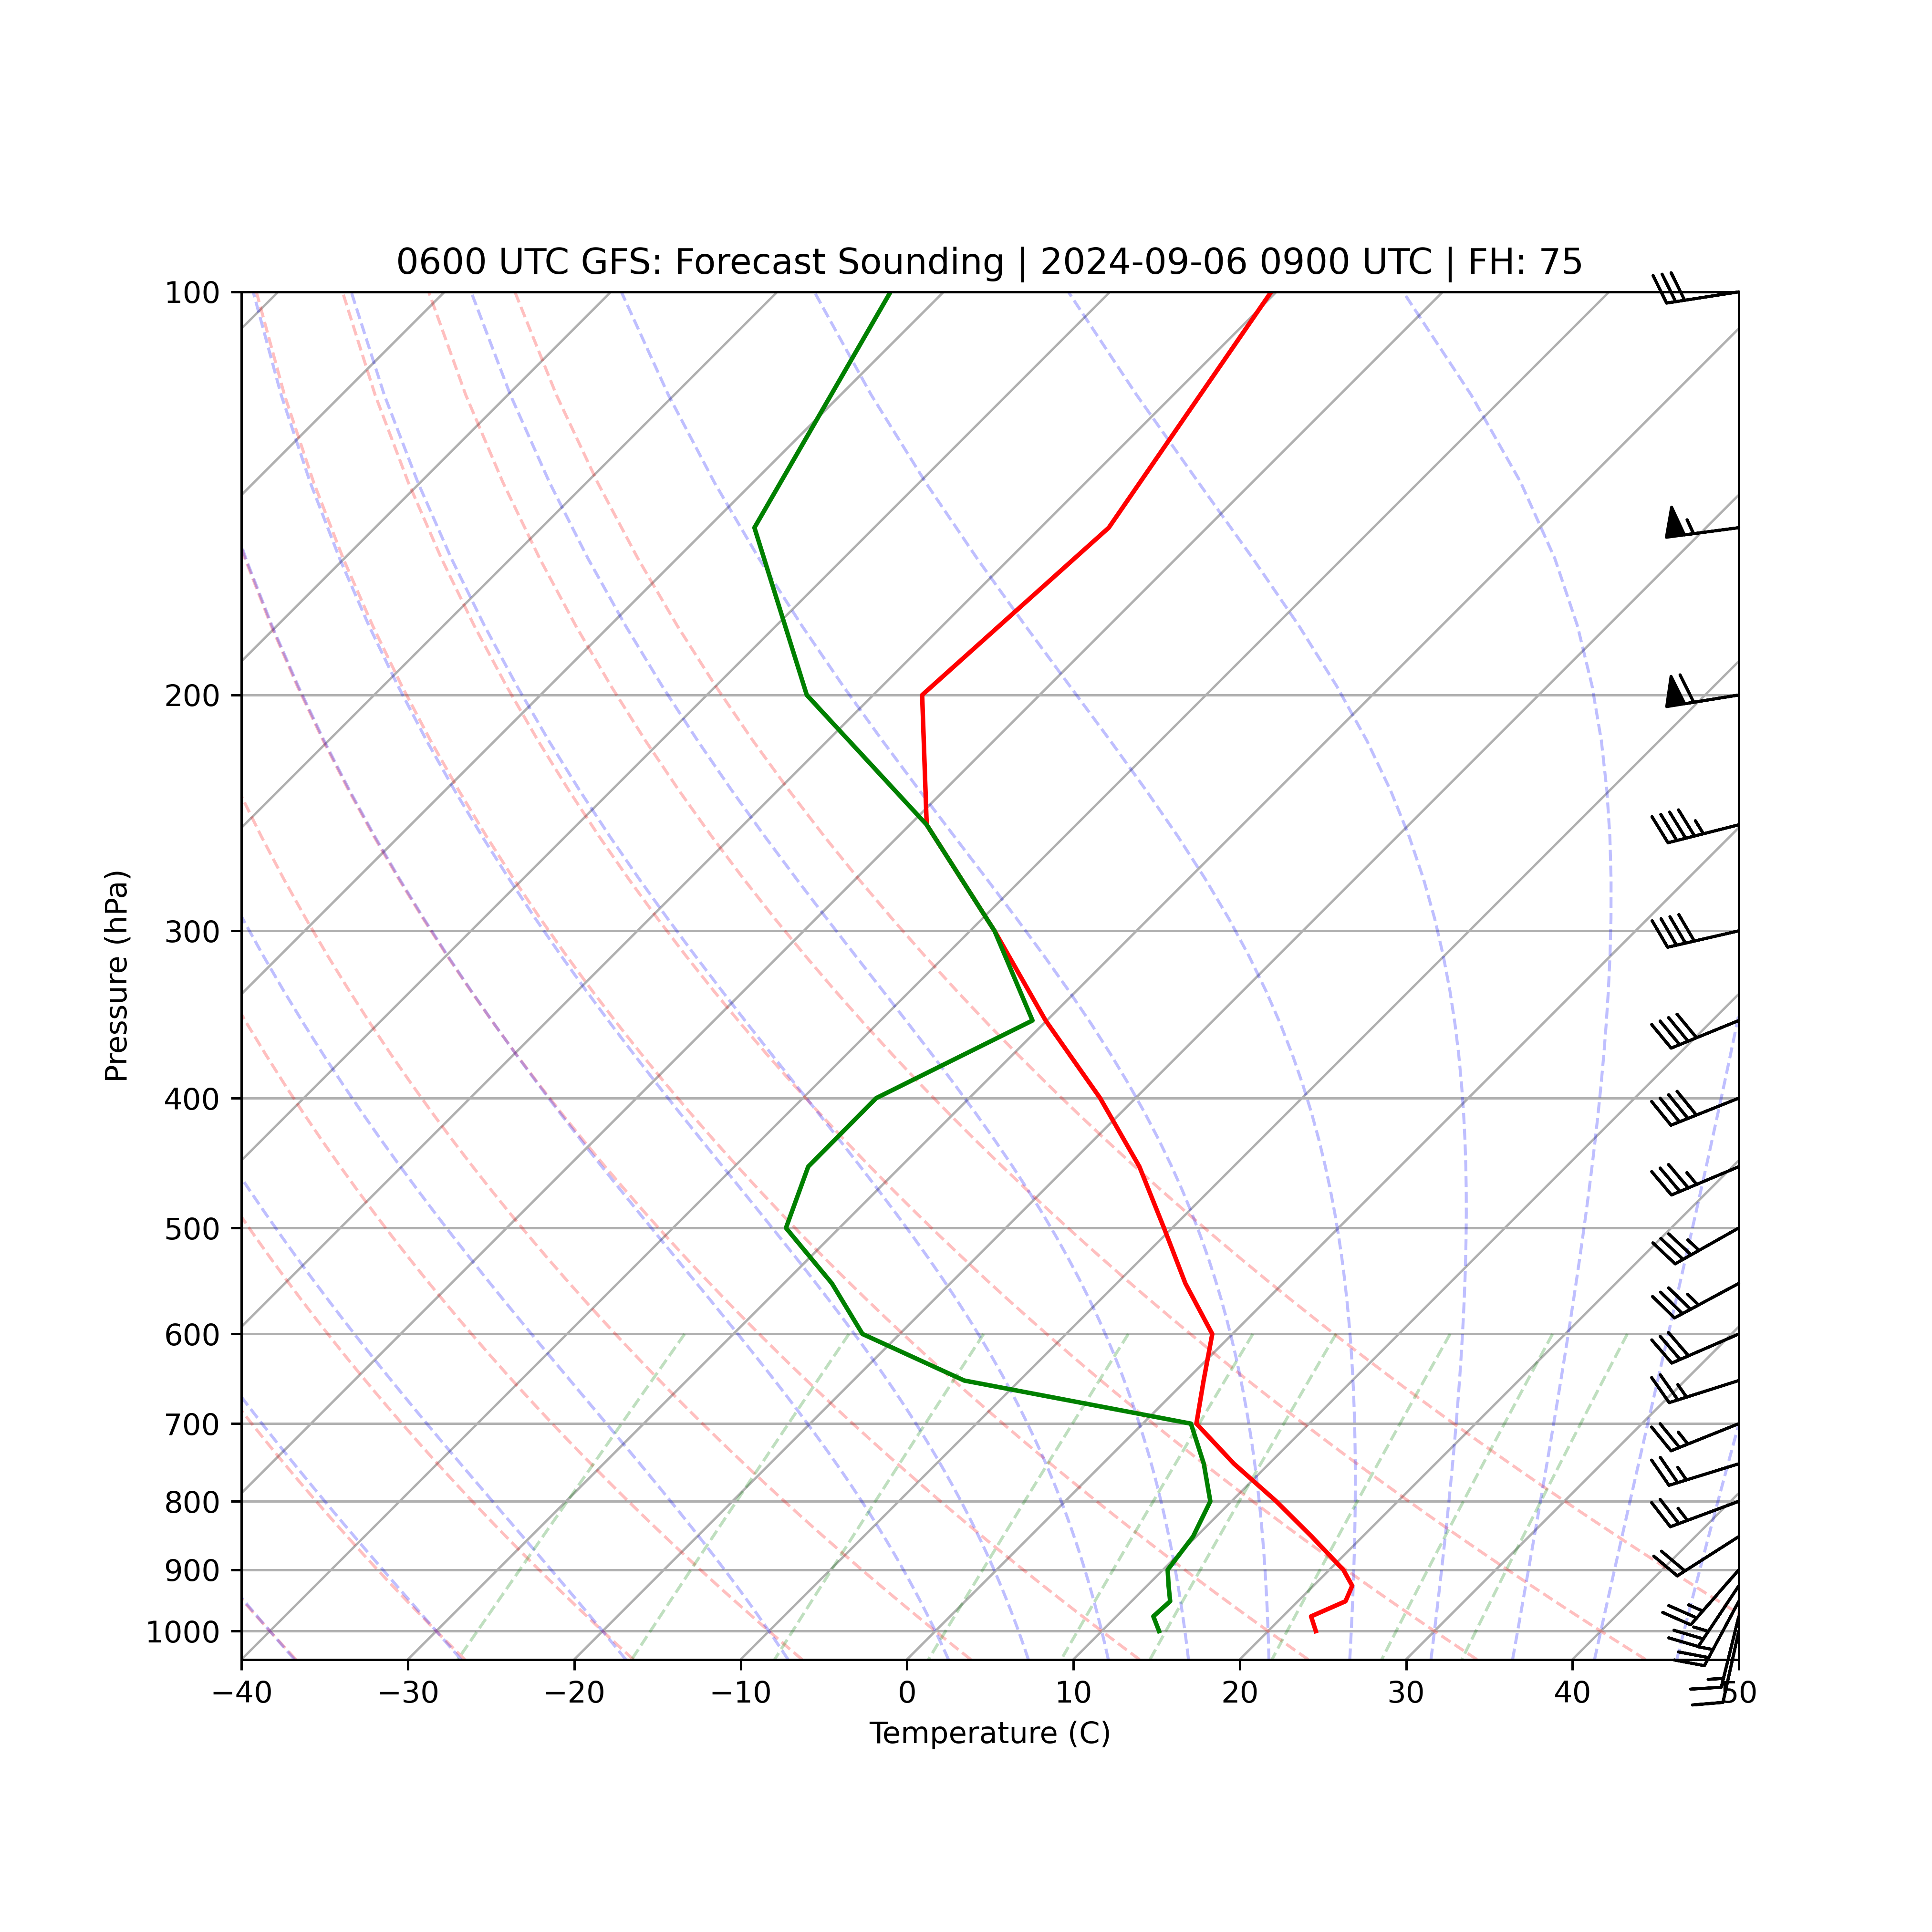 0600 UTC GFS: Forecast Sounding | 2024-09-06 0900 UTC | FH: 75
100
200
300
400
500
600
700
800
900
1000
Pressure (hPa)
−40 −30 −20 −10 0 10 20 30 40 50
Temperature (C)